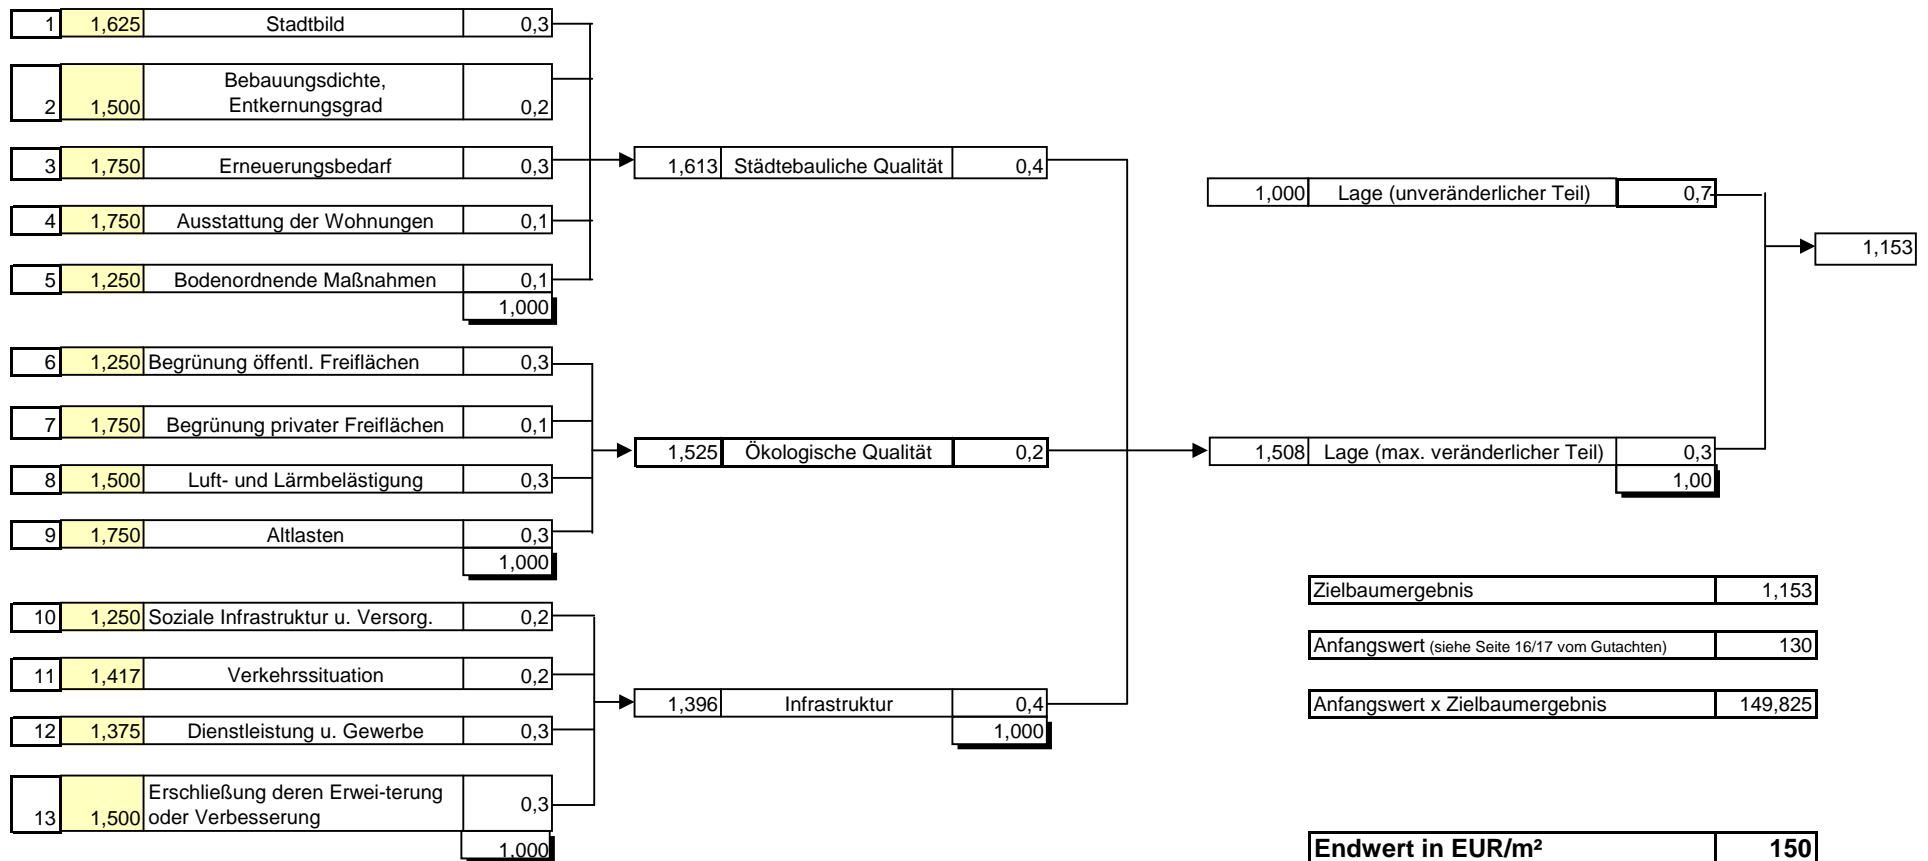 1 1,625 Stadtbild 0,3
Bebauungsdichte,
2 1,500 Entkernungsgrad 0,2
3 1,750 Erneuerungsbedarf 0,3
1,613 Städtebauliche Qualität 0,4
1,000 Lage (unveränderlicher Teil) 0,7
4 1,750 Ausstattung der Wohnungen 0,1
1,153
5 1,250 Bodenordnende Maßnahmen 0,1
1,000
6 1,250 Begrünung öffentl. Freiflächen 0,3
7 1,750 Begrünung privater Freiflächen 0,1
1,525 Ökologische Qualität 0,2
1,508 Lage (max. veränderlicher Teil) 0,3
8 1,500 Luft- und Lärmbelästigung 0,3
1,00
9 1,750 Altlasten 0,3
1,000
Zielbaumergebnis 1,153
10 1,250 Soziale Infrastruktur u. Versorg. 0,2
Anfangswert (siehe Seite 16/17 vom Gutachten) 130
11 1,417 Verkehrssituation 0,2
1,396 Infrastruktur 0,4
Anfangswert x Zielbaumergebnis 149,825
12 1,375 Dienstleistung u. Gewerbe 0,3
1,000
Erschließung deren Erwei-terung
13 1,500 oder Verbesserung 0,3
1,000
Endwert in EUR/m² 150